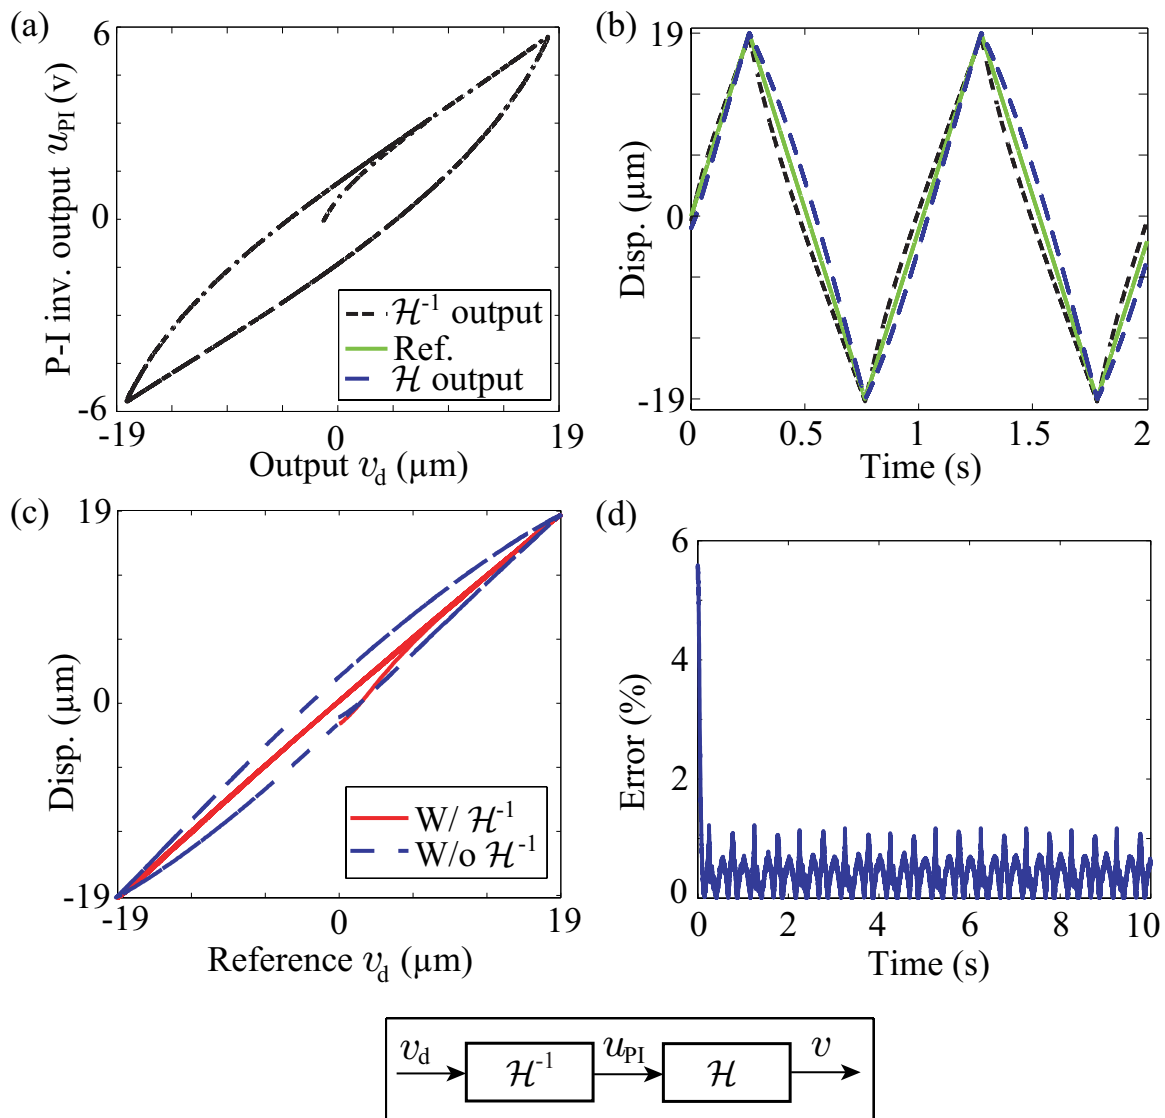 (a)
6
0
-6
P-I inv. output u_PI (v)
-19
0
19
Output v_d (µm)
ℋ⁻¹ output
Ref.
ℋ output
(b)
19
0
-19
Disp. (µm)
0
0.5
1
1.5
2
Time (s)
(c)
19
0
-19
Disp. (µm)
-19
0
19
Reference v_d (µm)
W/ ℋ⁻¹
W/o ℋ⁻¹
(d)
6
4
2
0
Error (%)
0
2
4
6
8
10
Time (s)
v_d
ℋ⁻¹
u_PI
ℋ
v